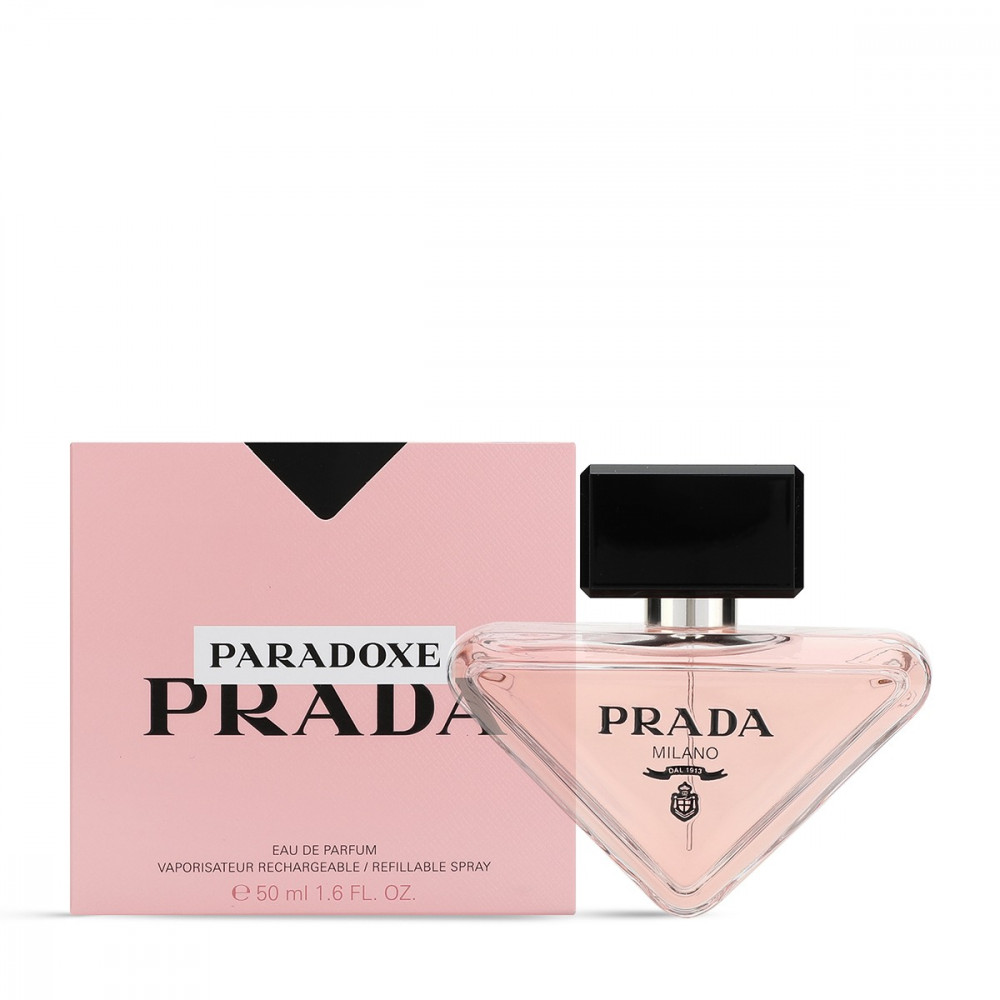 PARADOXE
PRADA
EAU DE PARFUM
VAPORISATEUR RECHARGEABLE / REFILLABLE SPRAY
℮ 50 ml 1.6 FL. OZ.
PRADA
MILANO
DAL 1913